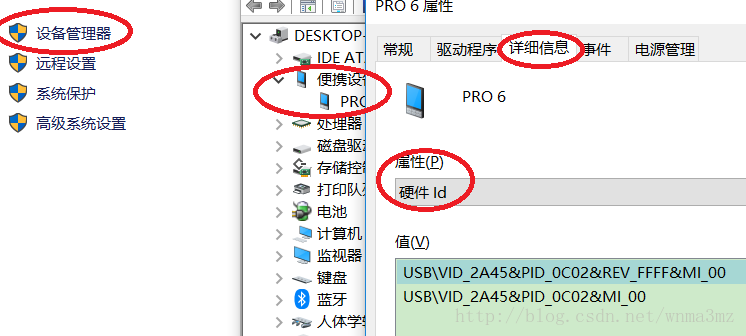 设备管理器
远程设置
系统保护
高级系统设置
DESKTOP-
IDE AT
便携设
PRO
处理器
磁盘驱动
存储控
打印队列
电池
计算机
监视器
键盘
蓝牙
人体学
PRO 6 属性
常规 驱动程序 详细信息 事件 电源管理
PRO 6
属性(P)
硬件 Id
值(V)
USB\VID_2A45&PID_0C02&REV_FFFF&MI_00
USB\VID_2A45&PID_0C02&MI_00
http://blog.csdn.net/wnma3mz